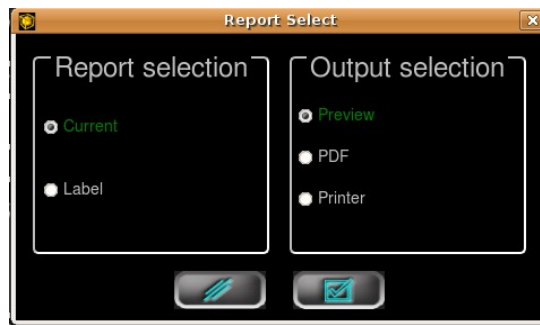 Report Select
Report selection
Current
Label
Output selection
Preview
PDF
Printer